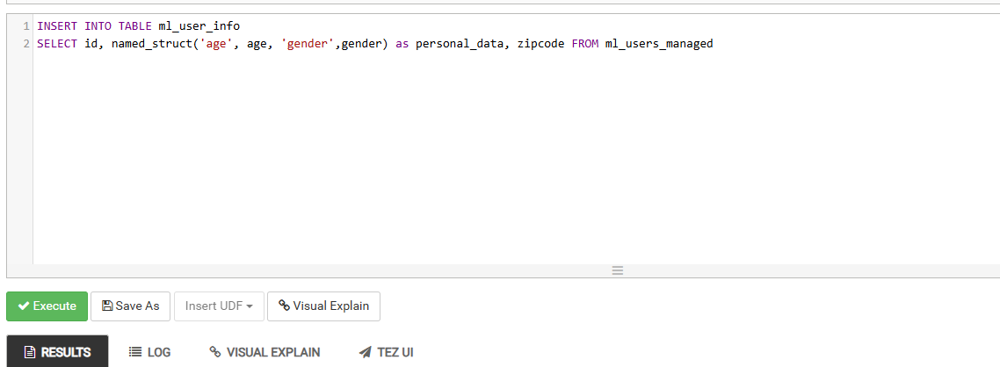 1 INSERT INTO TABLE ml_user_info
2 SELECT id, named_struct('age', age, 'gender',gender) as personal_data, zipcode FROM ml_users_managed
Execute Save As Insert UDF Visual Explain
RESULTS LOG VISUAL EXPLAIN TEZ UI